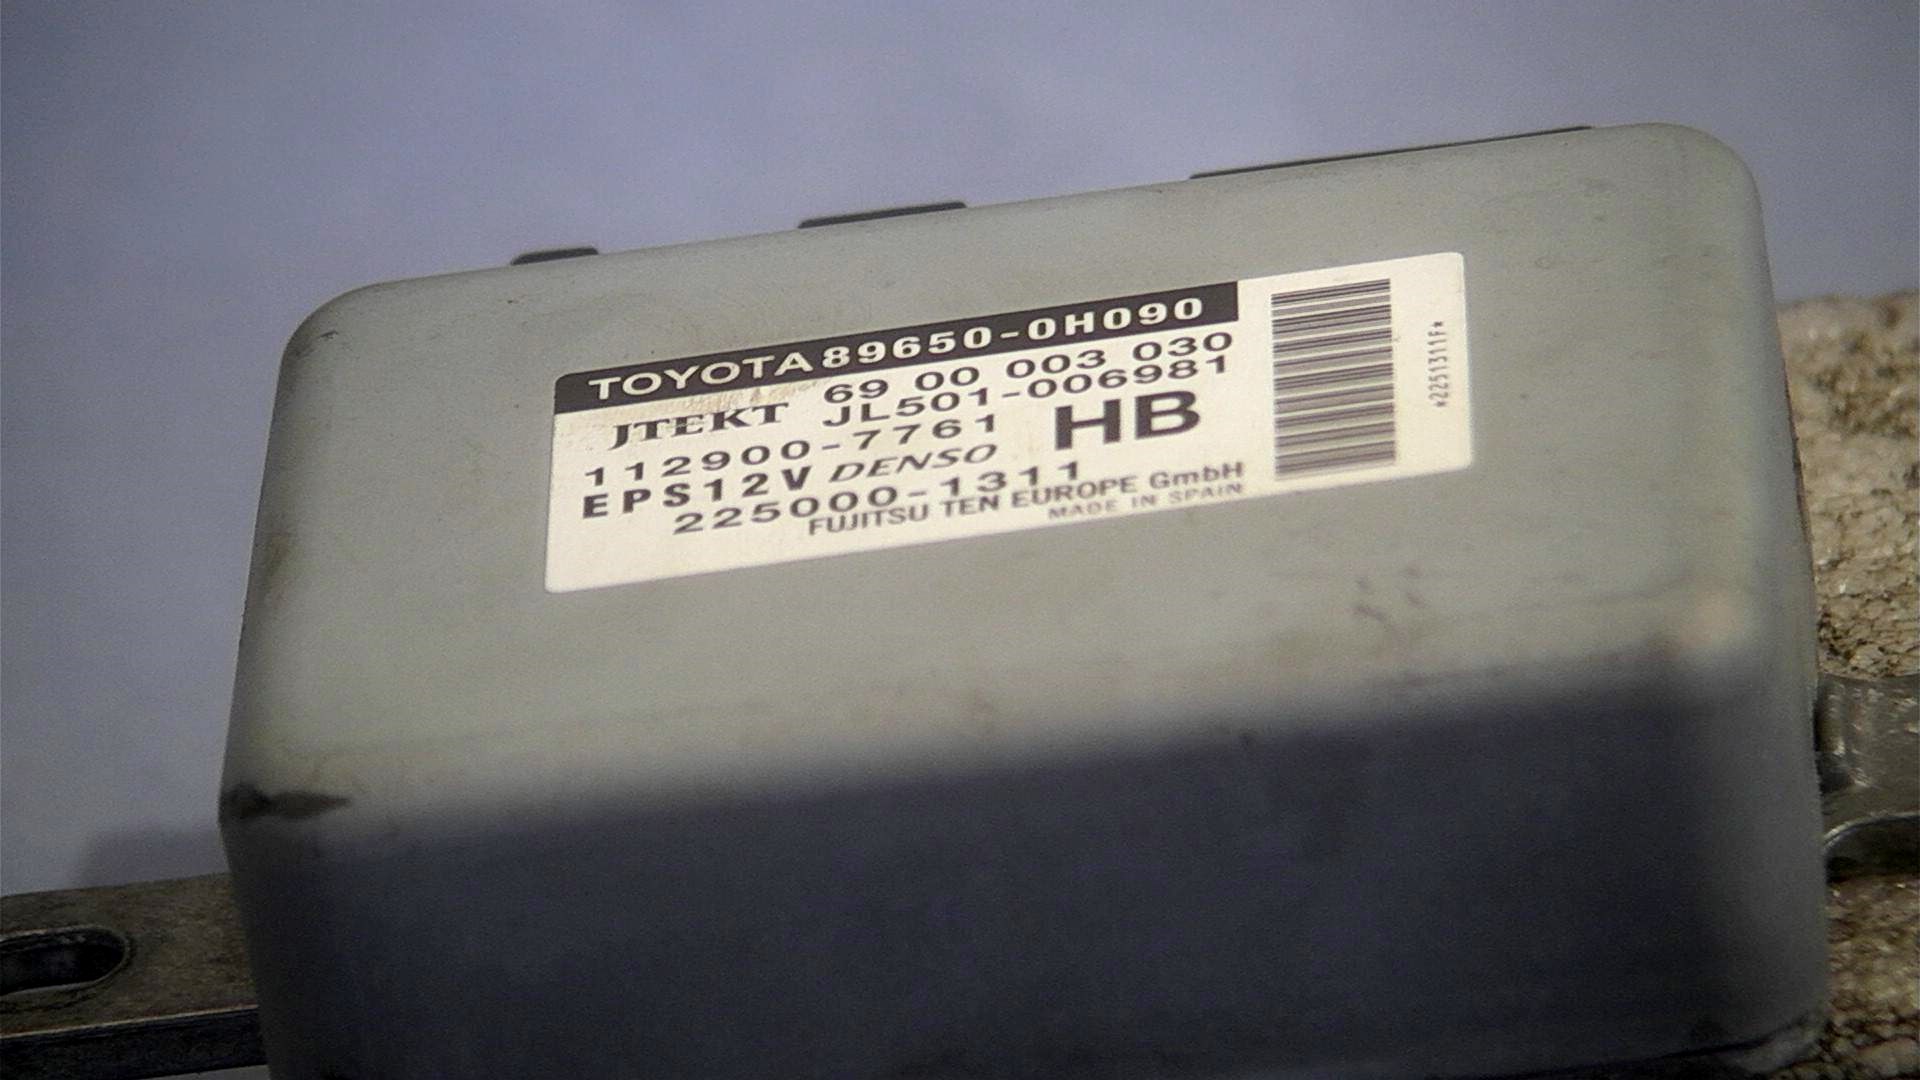 TOYOTA 89650-0H090
69 00 003 030
JTEKT JL501-006981
112900-7761 HB
EPS12V DENSO
225000-1311
FUJITSU TEN EUROPE GmbH
MADE IN SPAIN
*2251311F*